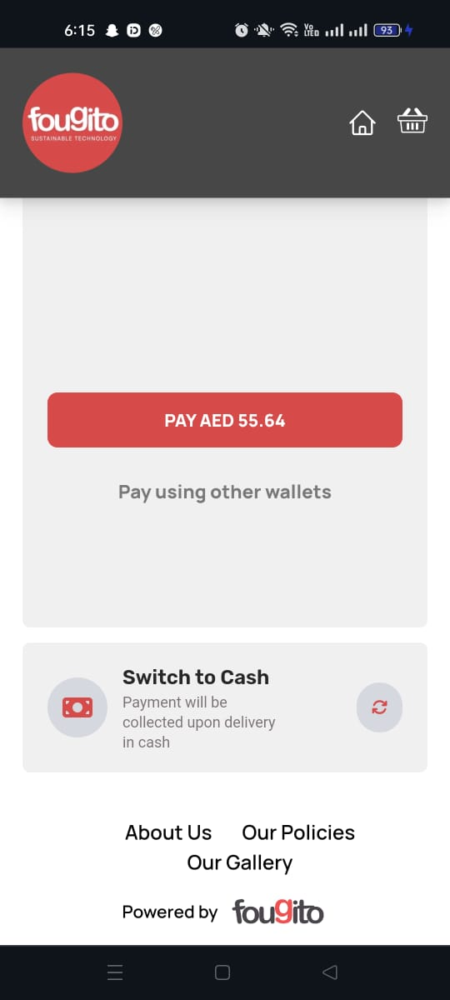 6:15
Vo
LTED
93
fougito
SUSTAINABLE TECHNOLOGY
PAY AED 55.64
Pay using other wallets
Switch to Cash
Payment will be
collected upon delivery
in cash
About Us Our Policies
Our Gallery
Powered by fougito